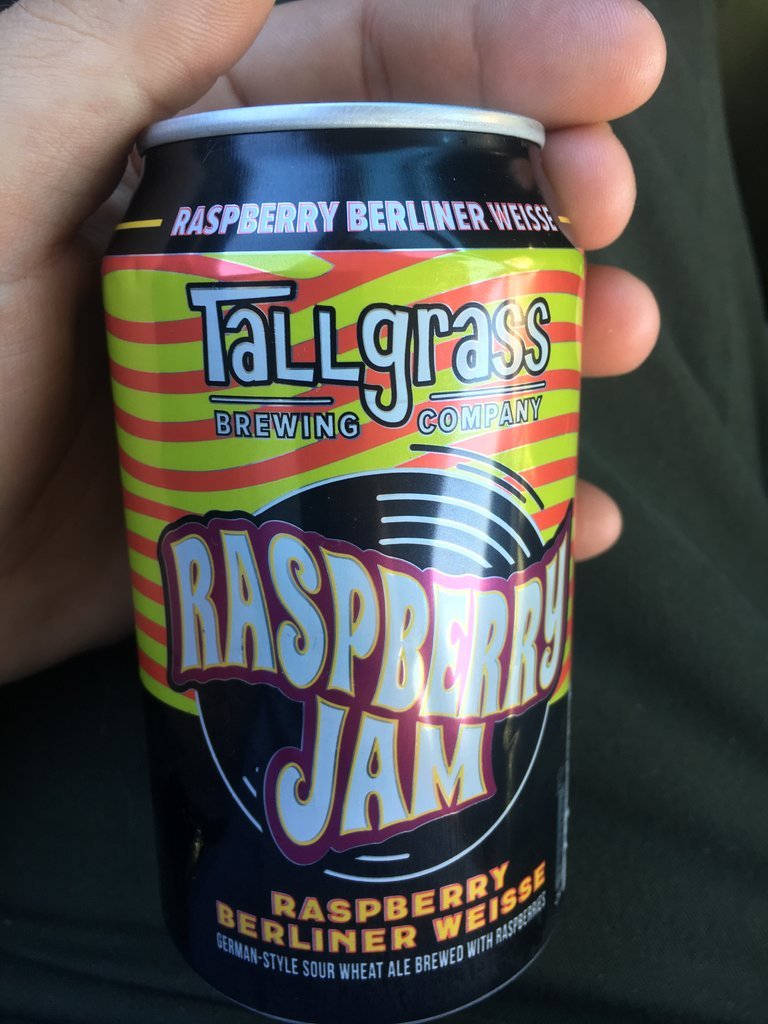 RASPBERRY BERLINER WEISSE
Tallgrass
BREWING COMPANY
RASPBERRY
JAM
RASPBERRY
BERLINER WEISSE
GERMAN-STYLE SOUR WHEAT ALE BREWED WITH RASPBERRIES